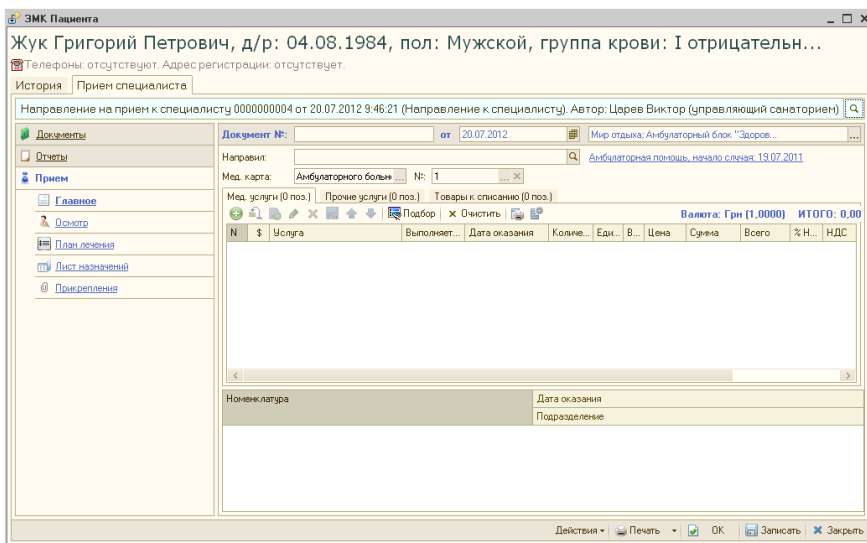 ЭМК Пациента
Жук Григорий Петрович, д/р: 04.08.1984, пол: Мужской, группа крови: I отрицательн...
Телефоны: отсутствуют. Адрес регистрации: отсутствует.
История Прием специалиста
Направление на прием к специалисту 0000000004 от 20.07.2012 9:46:21 (Направление к специалисту). Автор: Царев Виктор (управляющий санаторием)
Документы
Отчеты
Прием
Главное
Осмотр
План лечения
Лист назначений
Прикрепления
Документ №: от 20.07.2012 Мир отдыха; Амбулаторный блок "Здоров... ...
Направил: Амбулаторная помощь, начало случая: 19.07.2011
Мед. карта: Амбулаторного больн ... №: 1 ...
Мед. услуги (0 поз.) Прочие услуги (0 поз.) Товары к списанию (0 поз.)
Подбор Очистить Валюта: Грн (1,0000) ИТОГО: 0,00
N $ Услуга Выполняет... Дата оказания Количе... Еди... В... Цена Сумма Всего % Н... НДС
Номенклатура Дата оказания
Подразделение
Действия Печать OK Записать Закрыть